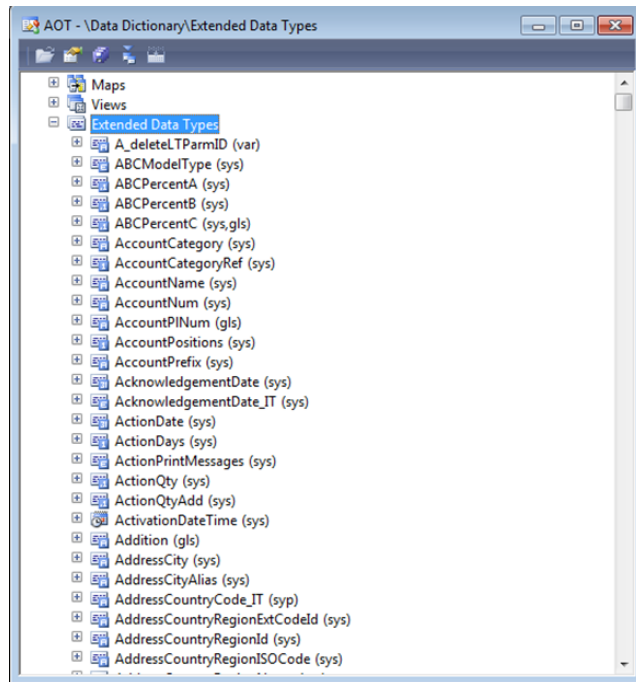 AOT - \Data Dictionary\Extended Data Types
Maps
Views
Extended Data Types
A_deleteLTParmID (var)
ABCModelType (sys)
ABCPercentA (sys)
ABCPercentB (sys)
ABCPercentC (sys,gls)
AccountCategory (sys)
AccountCategoryRef (sys)
AccountName (sys)
AccountNum (sys)
AccountPlNum (gls)
AccountPositions (sys)
AccountPrefix (sys)
AcknowledgementDate (sys)
AcknowledgementDate_IT (sys)
ActionDate (sys)
ActionDays (sys)
ActionPrintMessages (sys)
ActionQty (sys)
ActionQtyAdd (sys)
ActivationDateTime (sys)
Addition (gls)
AddressCity (sys)
AddressCityAlias (sys)
AddressCountryCode_IT (syp)
AddressCountryRegionExtCodeId (sys)
AddressCountryRegionId (sys)
AddressCountryRegionISOCode (sys)